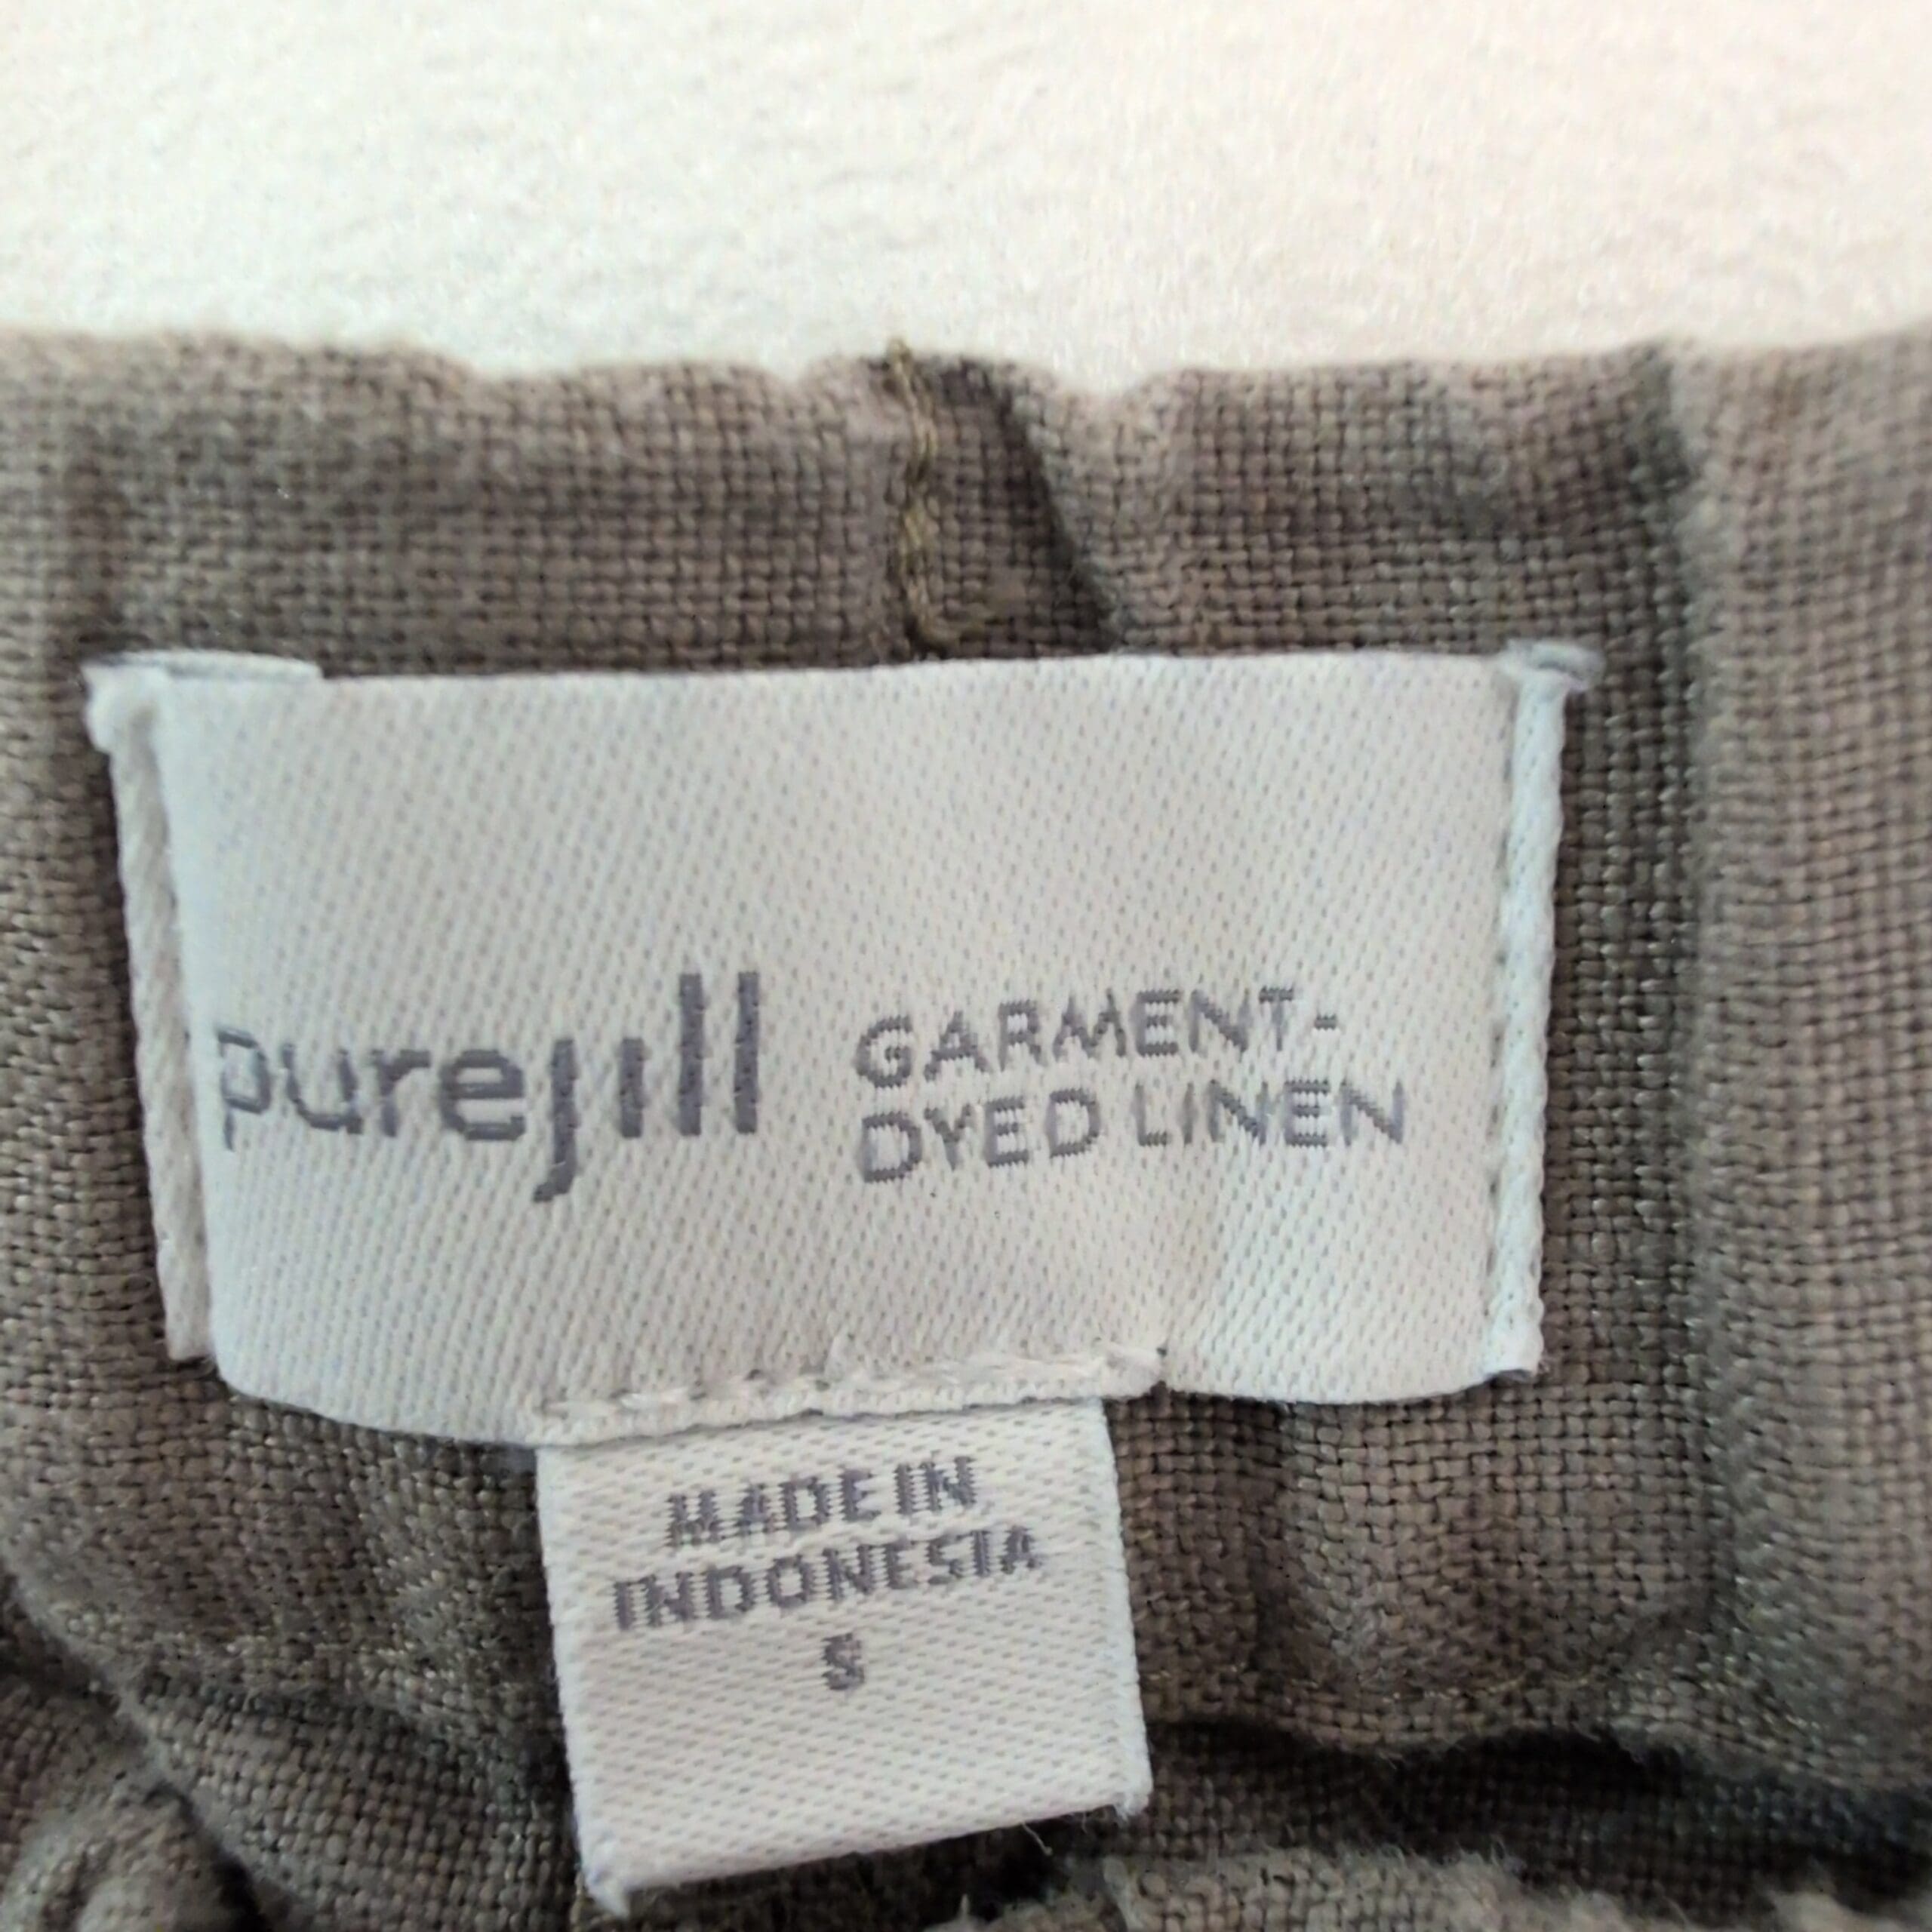 purejill
GARMENT-
DYED LINEN
MADE IN
INDONESIA
S